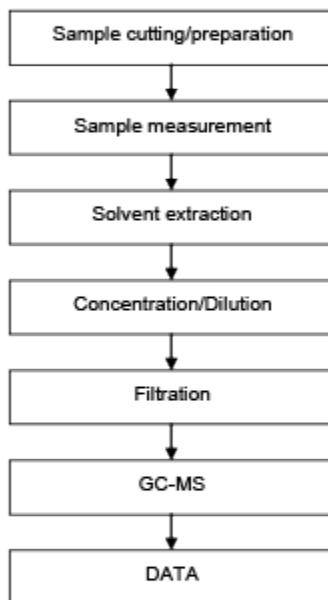 Sample cutting/preparation
Sample measurement
Solvent extraction
Concentration/Dilution
Filtration
GC-MS
DATA